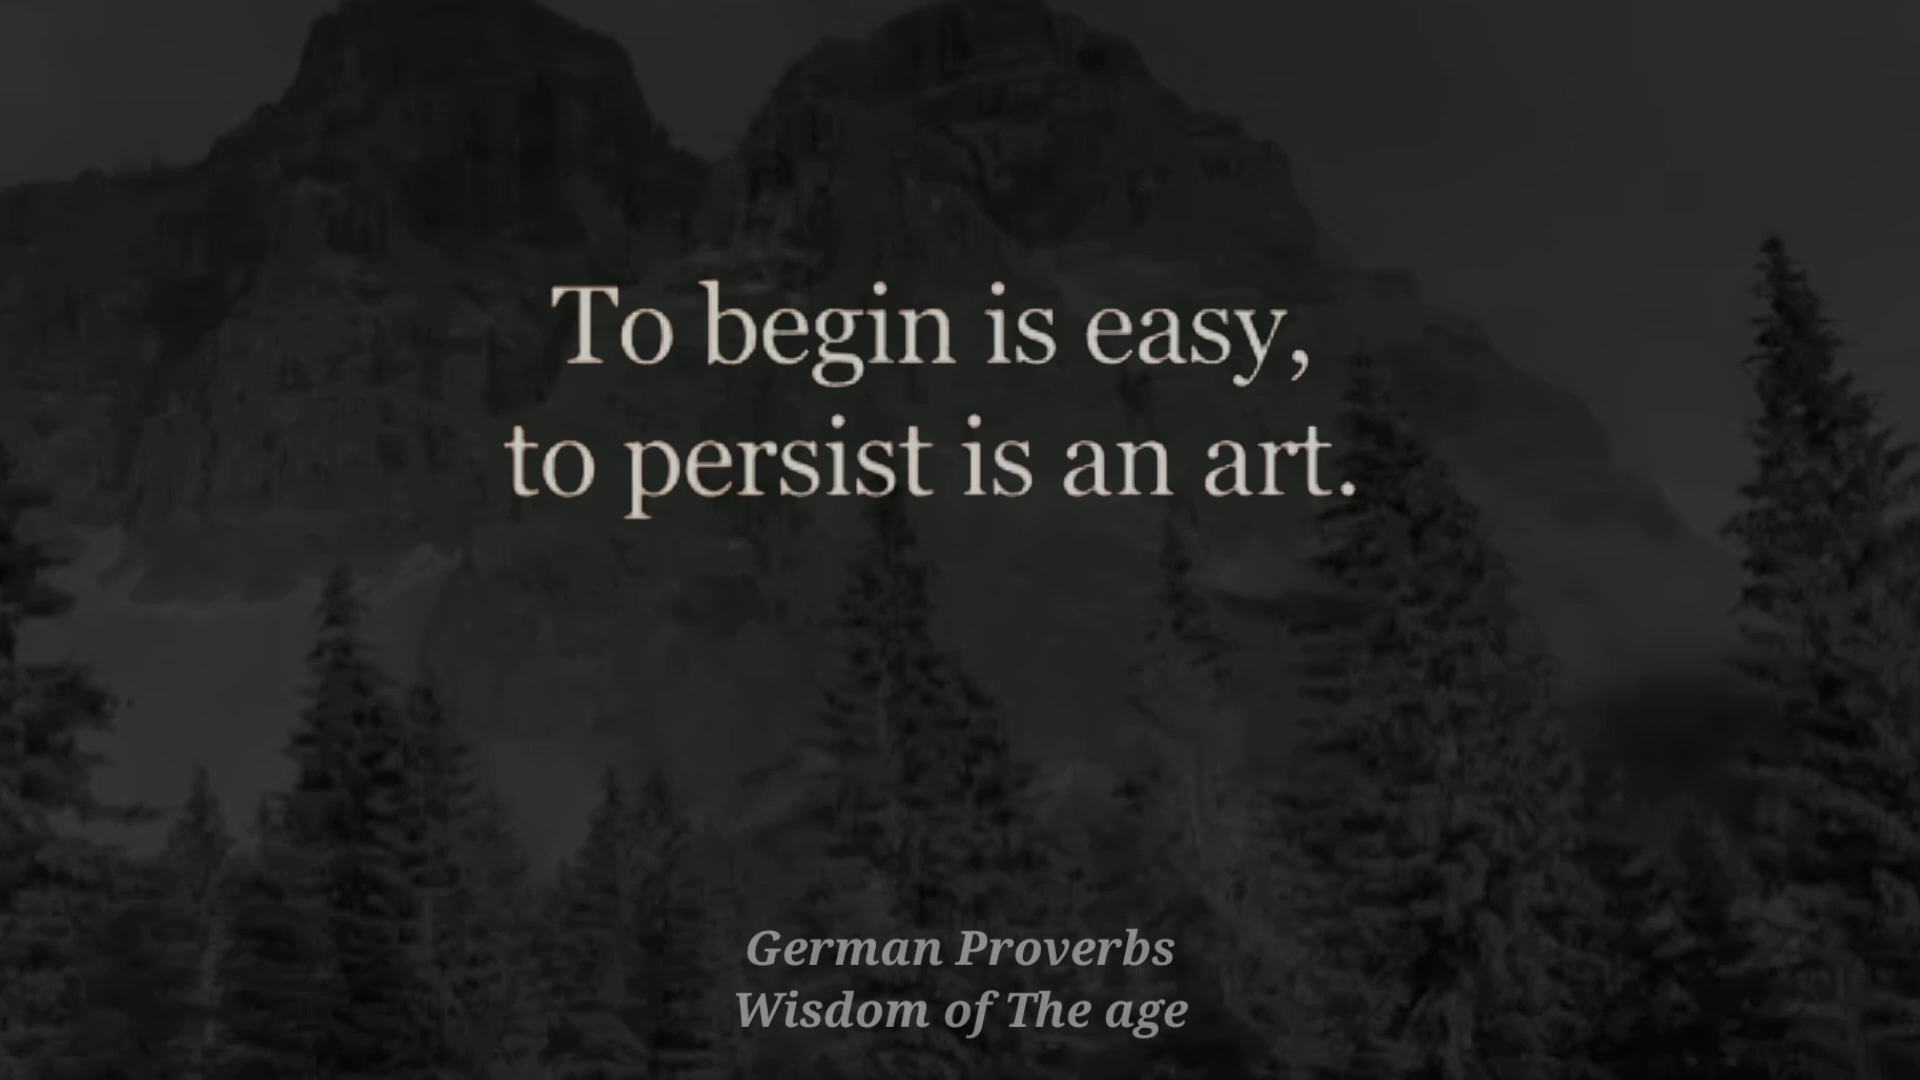 To begin is easy,
to persist is an art.
German Proverbs
Wisdom of The age